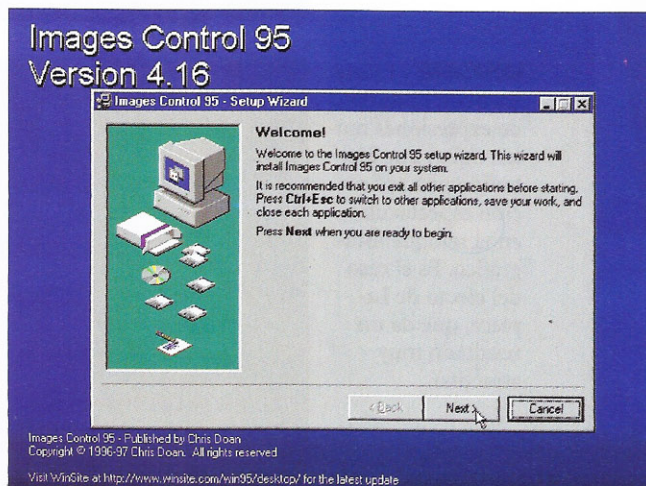 Images Control 95
Version 4.16
Images Control 95 - Setup Wizard
Welcome!
Welcome to the Images Control 95 setup wizard. This wizard will
install Images Control 95 on your system.
It is recommended that you exit all other applications before starting.
Press Ctrl+Esc to switch to other applications, save your work, and
close each application.
Press Next when you are ready to begin.
< Back
Next >
Cancel
Images Control 95 - Published by Chris Doan
Copyright © 1996-97 Chris Doan. All rights reserved
Visit WinSite at http://www.winsite.com/win95/desktop/ for the latest update